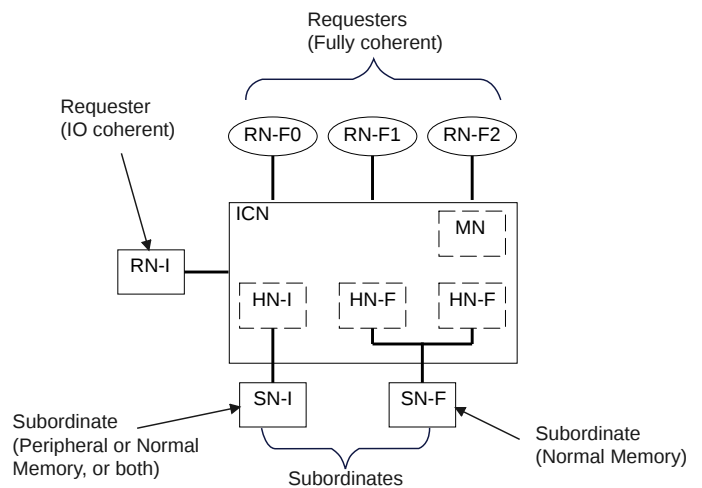 Requesters
(Fully coherent)
Requester
(IO coherent)
RN-F0
RN-F1
RN-F2
ICN
MN
RN-I
HN-I
HN-F
HN-F
SN-I
SN-F
Subordinate
(Peripheral or Normal
Memory, or both)
Subordinate
(Normal Memory)
Subordinates